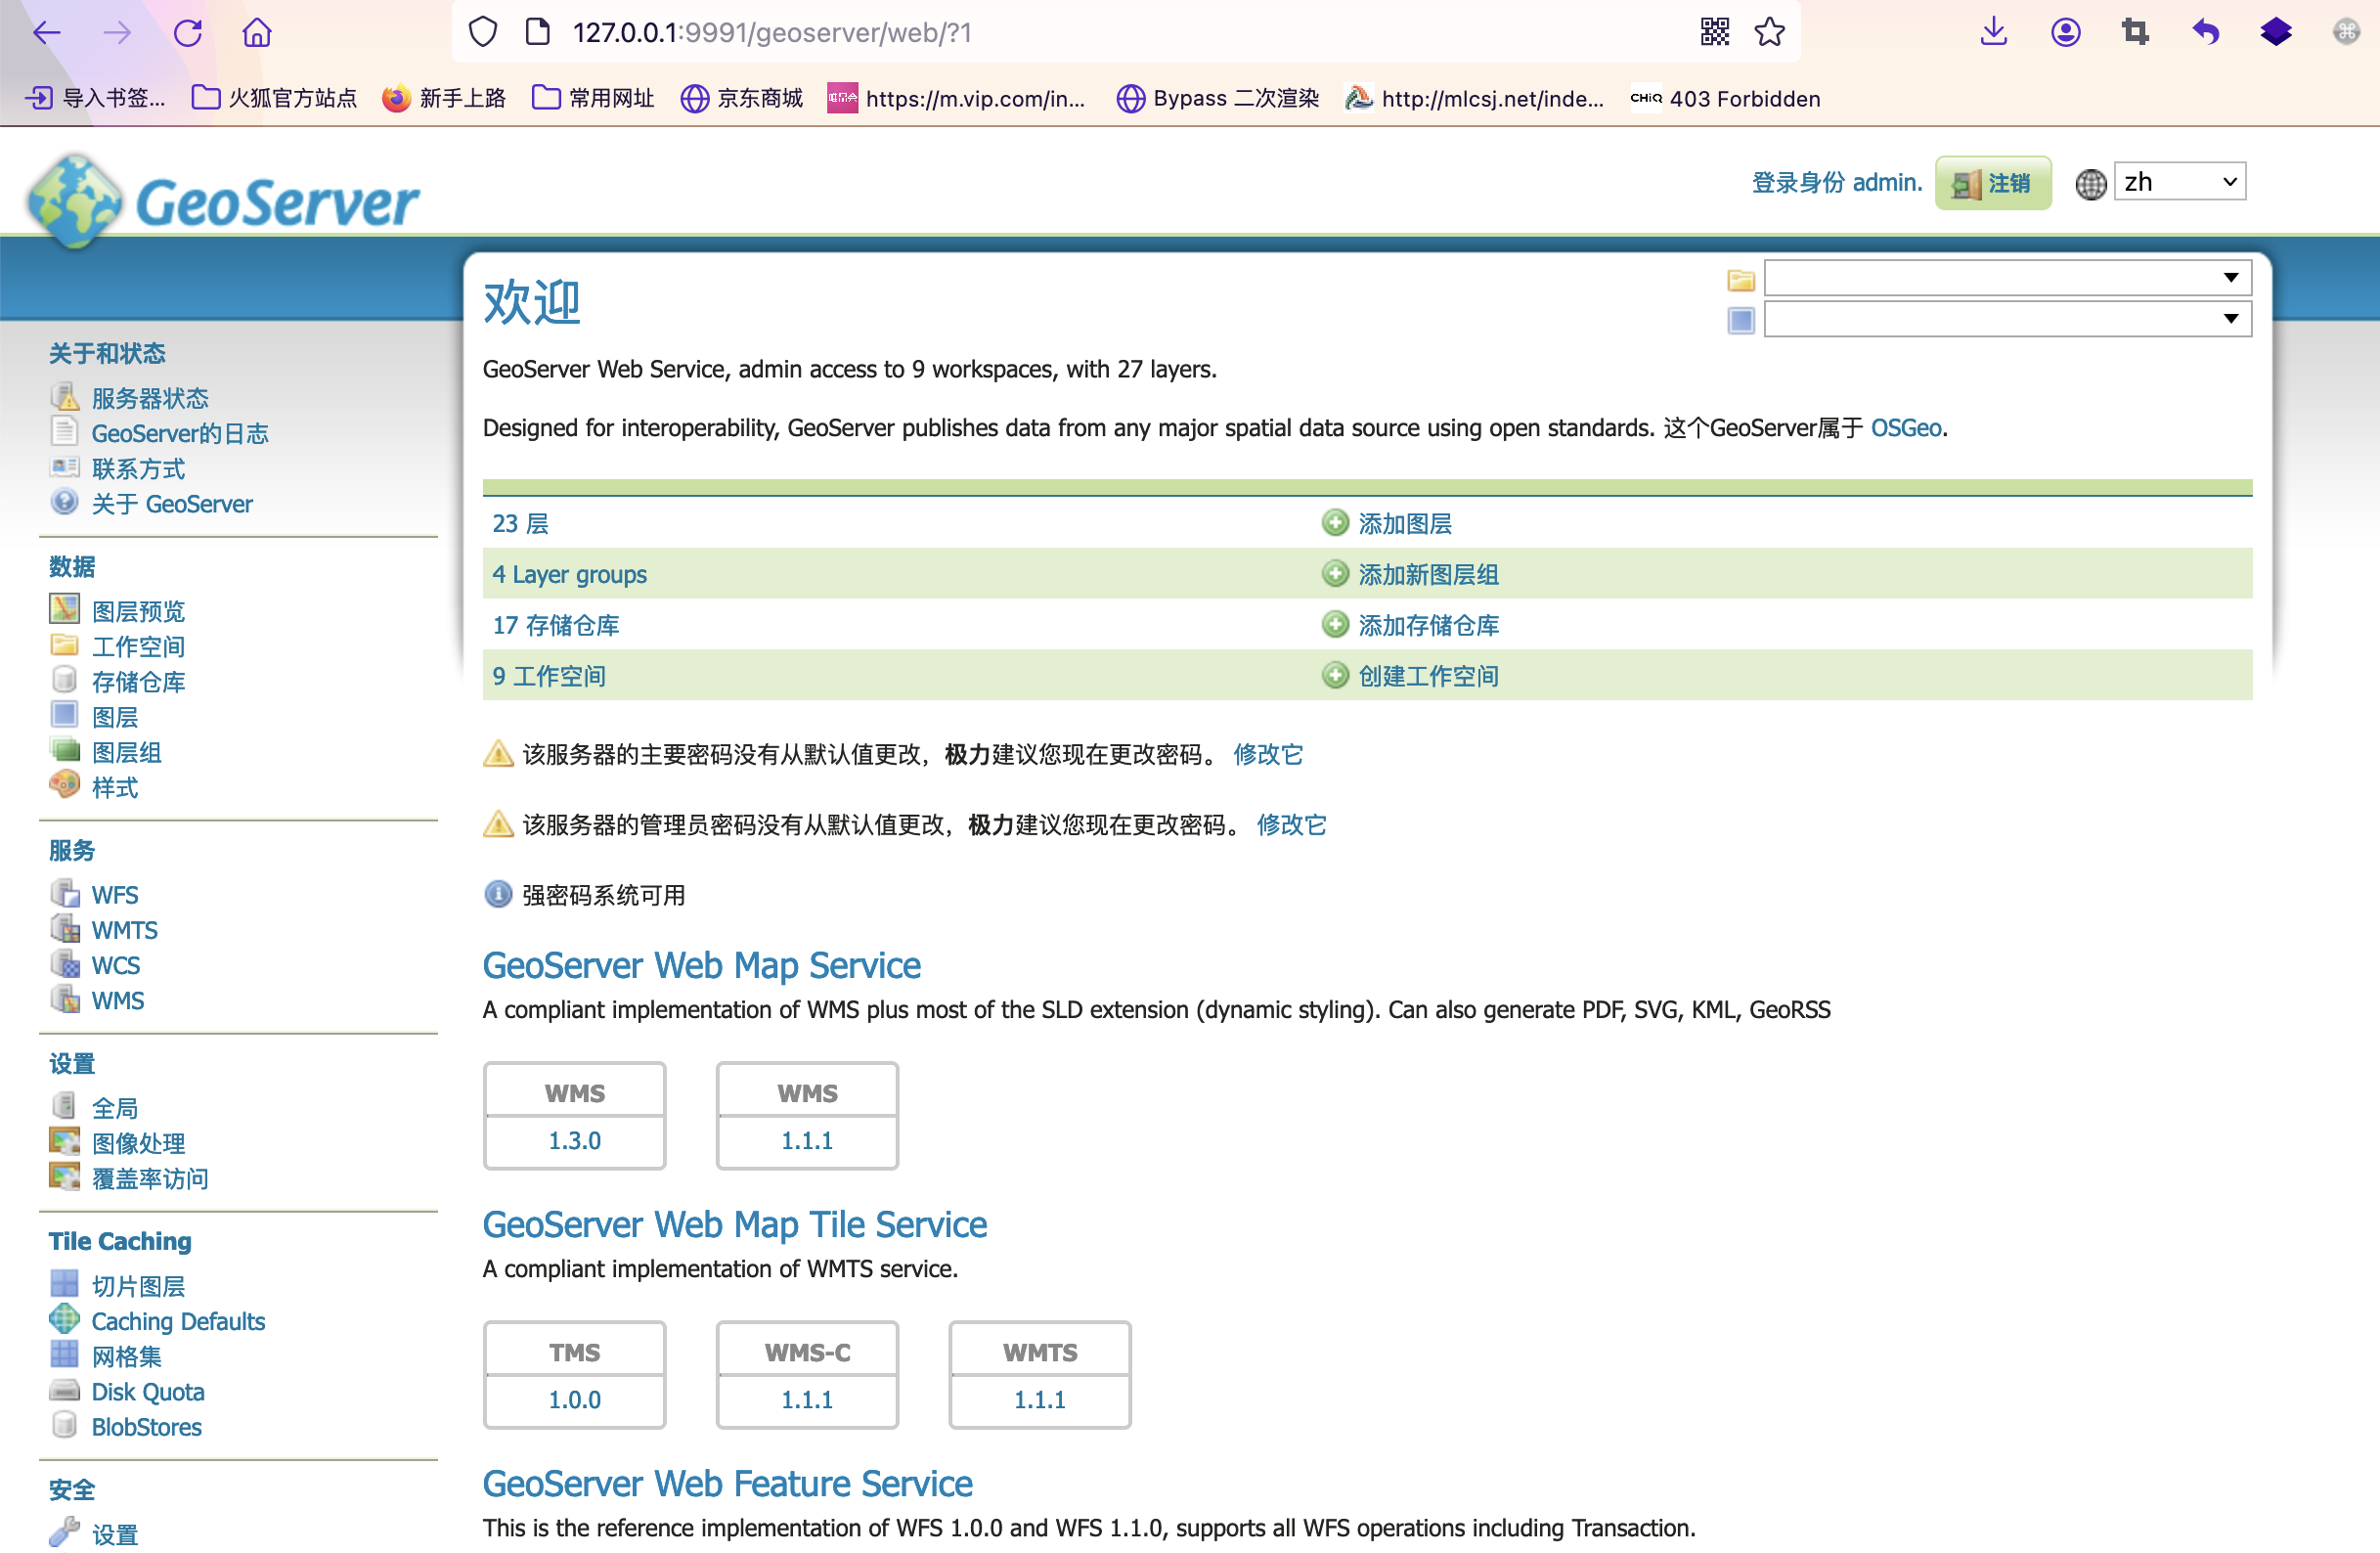 127.0.0.1:9991/geoserver/web/?1
导入书签... 火狐官方站点 新手上路 常用网址 京东商城 https://m.vip.com/in... Bypass 二次渲染 http://mlcsj.net/inde... CHiQ 403 Forbidden
GeoServer
登录身份 admin. 注销 zh
欢迎
GeoServer Web Service, admin access to 9 workspaces, with 27 layers.
Designed for interoperability, GeoServer publishes data from any major spatial data source using open standards. 这个GeoServer属于 OSGeo.
关于和状态
服务器状态
GeoServer的日志
联系方式
关于 GeoServer
数据
图层预览
工作空间
存储仓库
图层
图层组
样式
服务
WFS
WMTS
WCS
WMS
设置
全局
图像处理
覆盖率访问
Tile Caching
切片图层
Caching Defaults
网格集
Disk Quota
BlobStores
安全
设置
23 层 添加图层
4 Layer groups 添加新图层组
17 存储仓库 添加存储仓库
9 工作空间 创建工作空间
该服务器的主要密码没有从默认值更改，极力建议您现在更改密码。 修改它
该服务器的管理员密码没有从默认值更改，极力建议您现在更改密码。 修改它
强密码系统可用
GeoServer Web Map Service
A compliant implementation of WMS plus most of the SLD extension (dynamic styling). Can also generate PDF, SVG, KML, GeoRSS
WMS WMS
1.3.0 1.1.1
GeoServer Web Map Tile Service
A compliant implementation of WMTS service.
TMS WMS-C WMTS
1.0.0 1.1.1 1.1.1
GeoServer Web Feature Service
This is the reference implementation of WFS 1.0.0 and WFS 1.1.0, supports all WFS operations including Transaction.